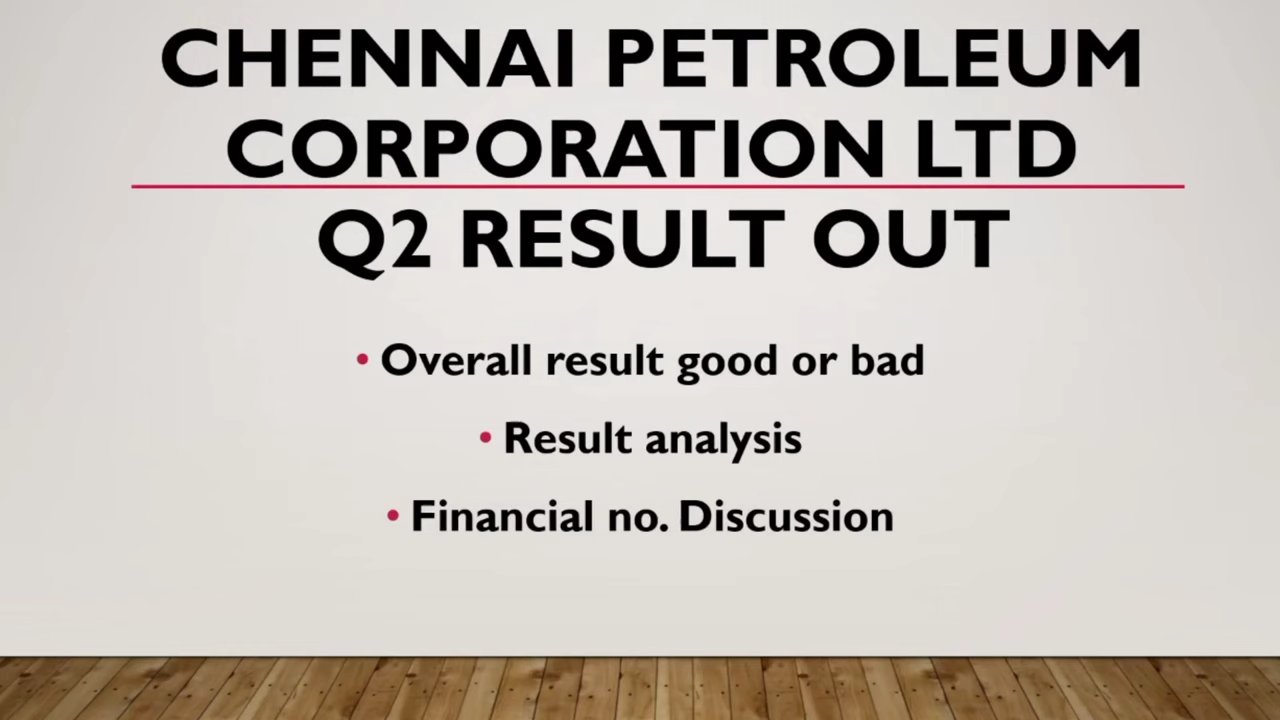 CHENNAI PETROLEUM
CORPORATION LTD
Q2 RESULT OUT
• Overall result good or bad
• Result analysis
• Financial no. Discussion